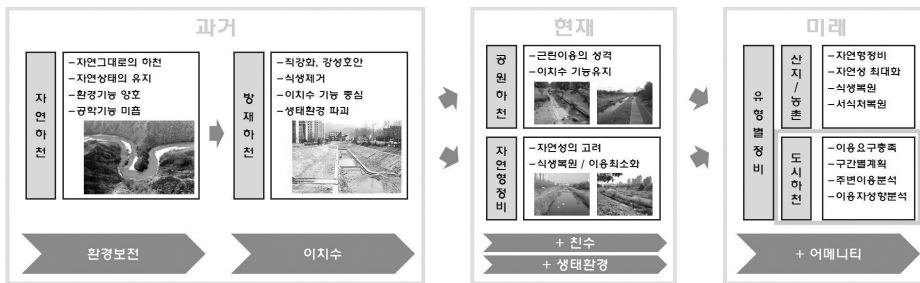 과거
자연하천
-자연그대로의 하천
-자연상태의 유지
-환경기능 양호
-공학기능 미흡
방재하천
-직강화, 강성호안
-식생제거
-이치수 기능 중심
-생태환경 파괴
환경보전
이치수
현재
공원하천
-근린이용의 성격
-이치수 기능유지
자연형정비
-자연성의 고려
-식생복원 / 이용최소화
+ 친수
+ 생태환경
미래
유형별정비
산지/농촌
-자연형정비
-자연성 최대화
-식생복원
-서식처복원
도시하천
-이용요구충족
-구간별계획
-주변이용분석
-이용자성향분석
+ 어메니티